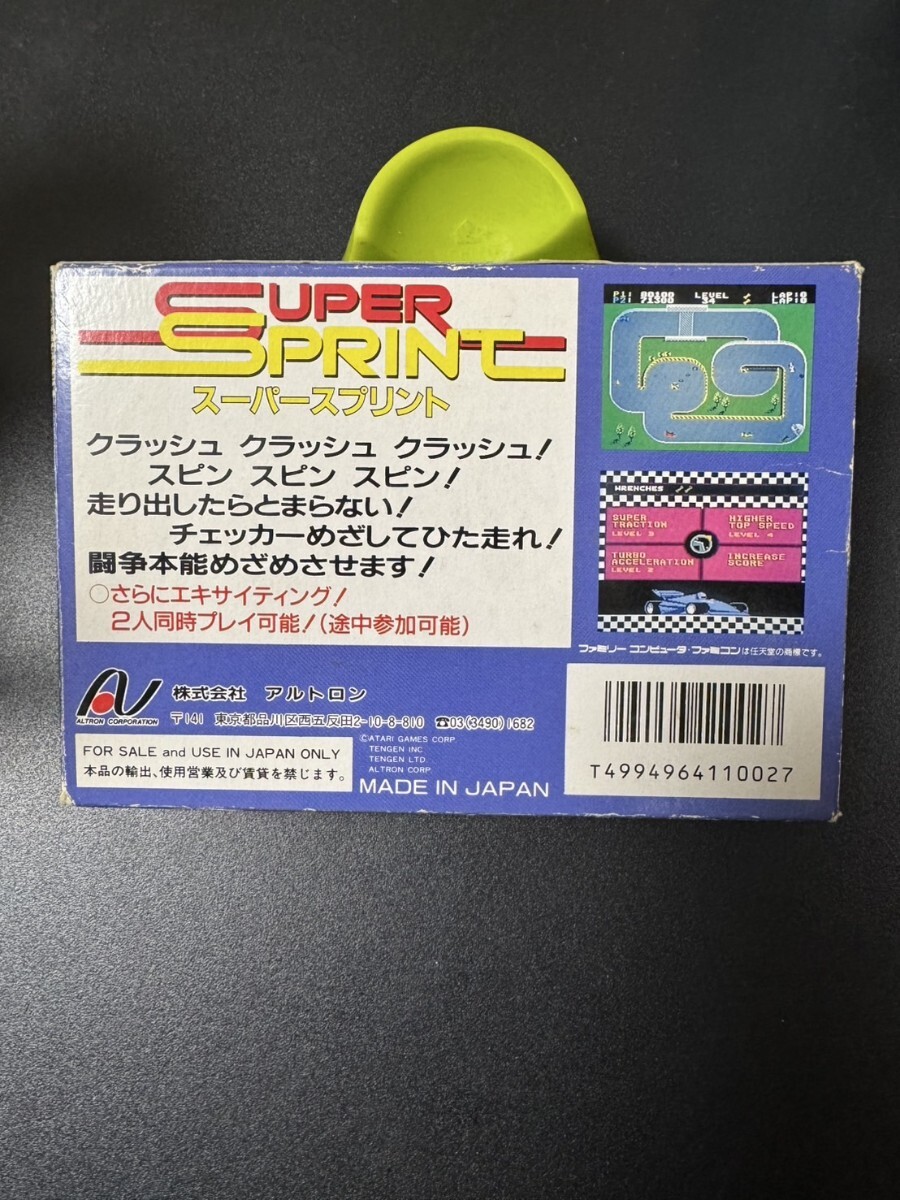 SUPER
SPRINT
スーパースプリント
クラッシュ クラッシュ クラッシュ!
スピン スピン スピン!
走り出したらとまらない!
チェッカーめざしてひた走れ!
闘争本能めざめさせます!
○さらにエキサイティング!
2人同時プレイ可能!(途中参加可能)
P1: 80100 LEVEL LAP:0
P2: 71300 34 LAP:0
WRENCHES
SUPER
TRACTION
LEVEL 3
HIGHER
TOP SPEED
LEVEL 4
TURBO
ACCELERATION
LEVEL 2
INCREASE
SCORE
ファミリーコンピュータ・ファミコンは任天堂の商標です。
ALTRON CORPORATION
株式会社 アルトロン
〒141 東京都品川区西五反田2-10-8-810 ☎03(3490)1682
FOR SALE and USE IN JAPAN ONLY
本品の輸出、使用営業及び賃貸を禁じます。
©ATARI GAMES CORP.
TENGEN INC
TENGEN LTD.
ALTRON CORP.
MADE IN JAPAN
T4994964110027